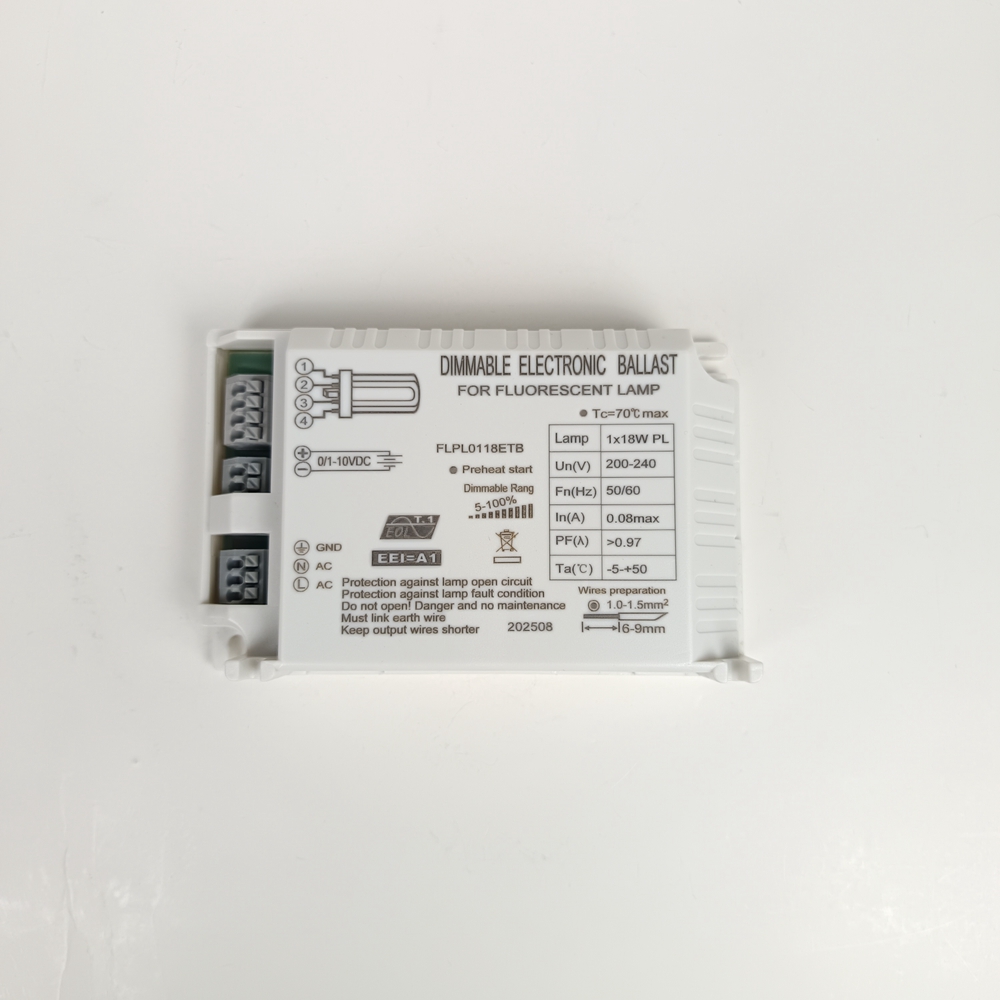 DIMMABLE ELECTRONIC BALLAST
FOR FLUORESCENT LAMP
1
2
3
4
Tc=70℃max
FLPL0118ETB
Preheat start
Dimmable Rang
5-100%
+
0/1-10VDC
−
Lamp 1x18W PL
Un(V) 200-240
Fn(Hz) 50/60
In(A) 0.08max
PF(λ) >0.97
Ta(℃) -5-+50
T.1
EOL
EEI=A1
GND
N AC
L AC
Protection against lamp open circuit
Protection against lamp fault condition
Do not open! Danger and no maintenance
Must link earth wire
Keep output wires shorter
202508
Wires preparation
1.0-1.5mm²
6-9mm